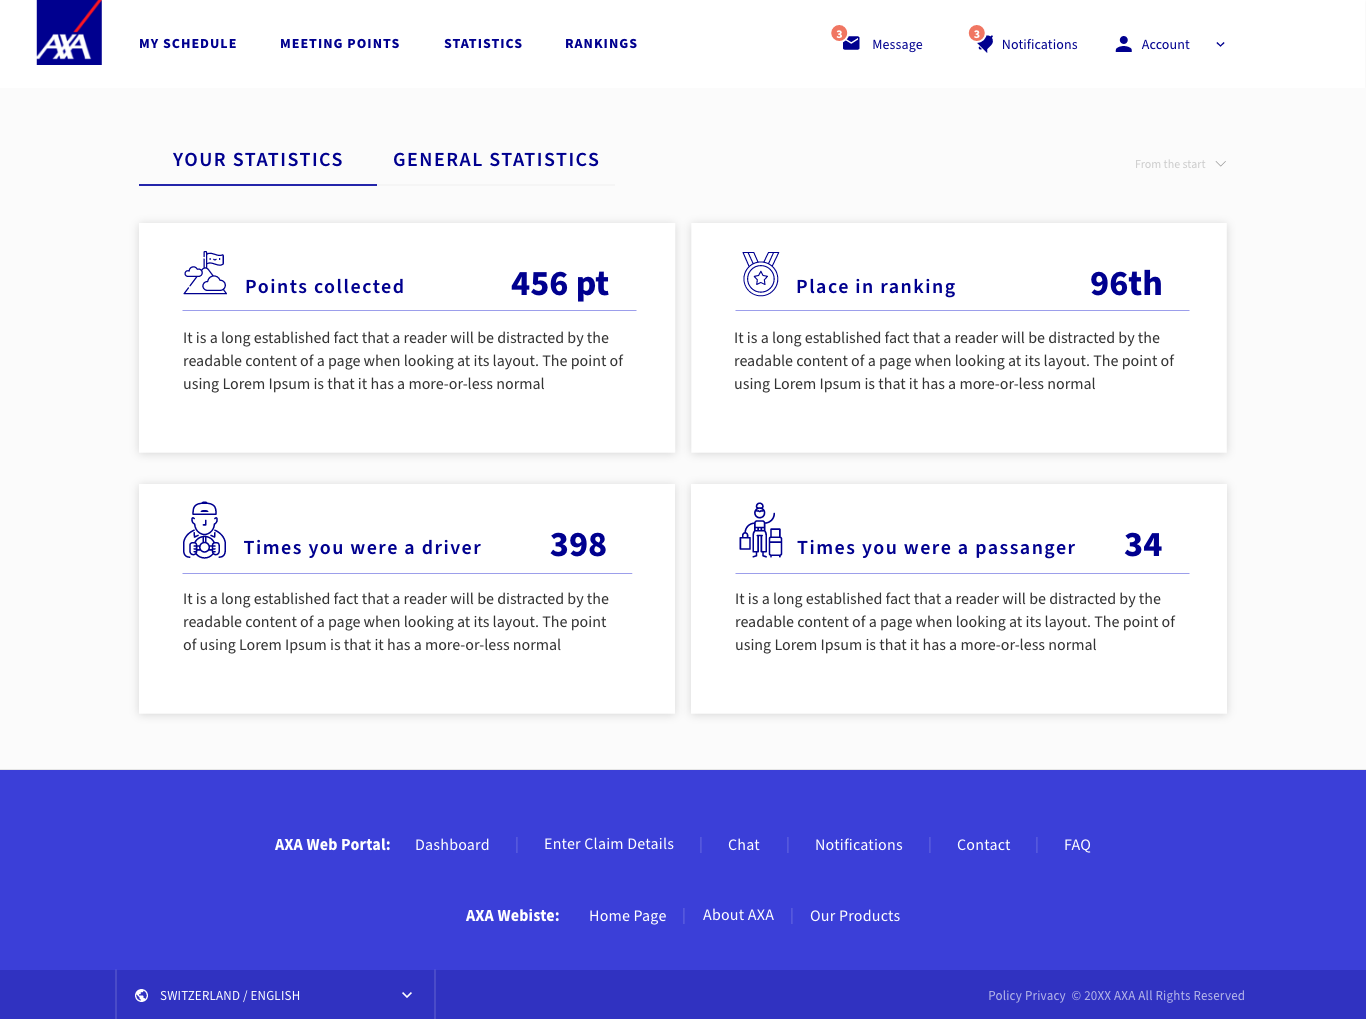 AXA
MY SCHEDULE MEETING POINTS STATISTICS RANKINGS 3 Message 3 Notifications Account
YOUR STATISTICS GENERAL STATISTICS From the start
Points collected 456 pt
It is a long established fact that a reader will be distracted by the
readable content of a page when looking at its layout. The point of
using Lorem Ipsum is that it has a more-or-less normal
Place in ranking 96th
It is a long established fact that a reader will be distracted by the
readable content of a page when looking at its layout. The point of
using Lorem Ipsum is that it has a more-or-less normal
Times you were a driver 398
It is a long established fact that a reader will be distracted by the
readable content of a page when looking at its layout. The point
of using Lorem Ipsum is that it has a more-or-less normal
Times you were a passanger 34
It is a long established fact that a reader will be distracted by the
readable content of a page when looking at its layout. The point of
using Lorem Ipsum is that it has a more-or-less normal
AXA Web Portal: Dashboard Enter Claim Details Chat Notifications Contact FAQ
AXA Webiste: Home Page About AXA Our Products
SWITZERLAND / ENGLISH Policy Privacy © 20XX AXA All Rights Reserved